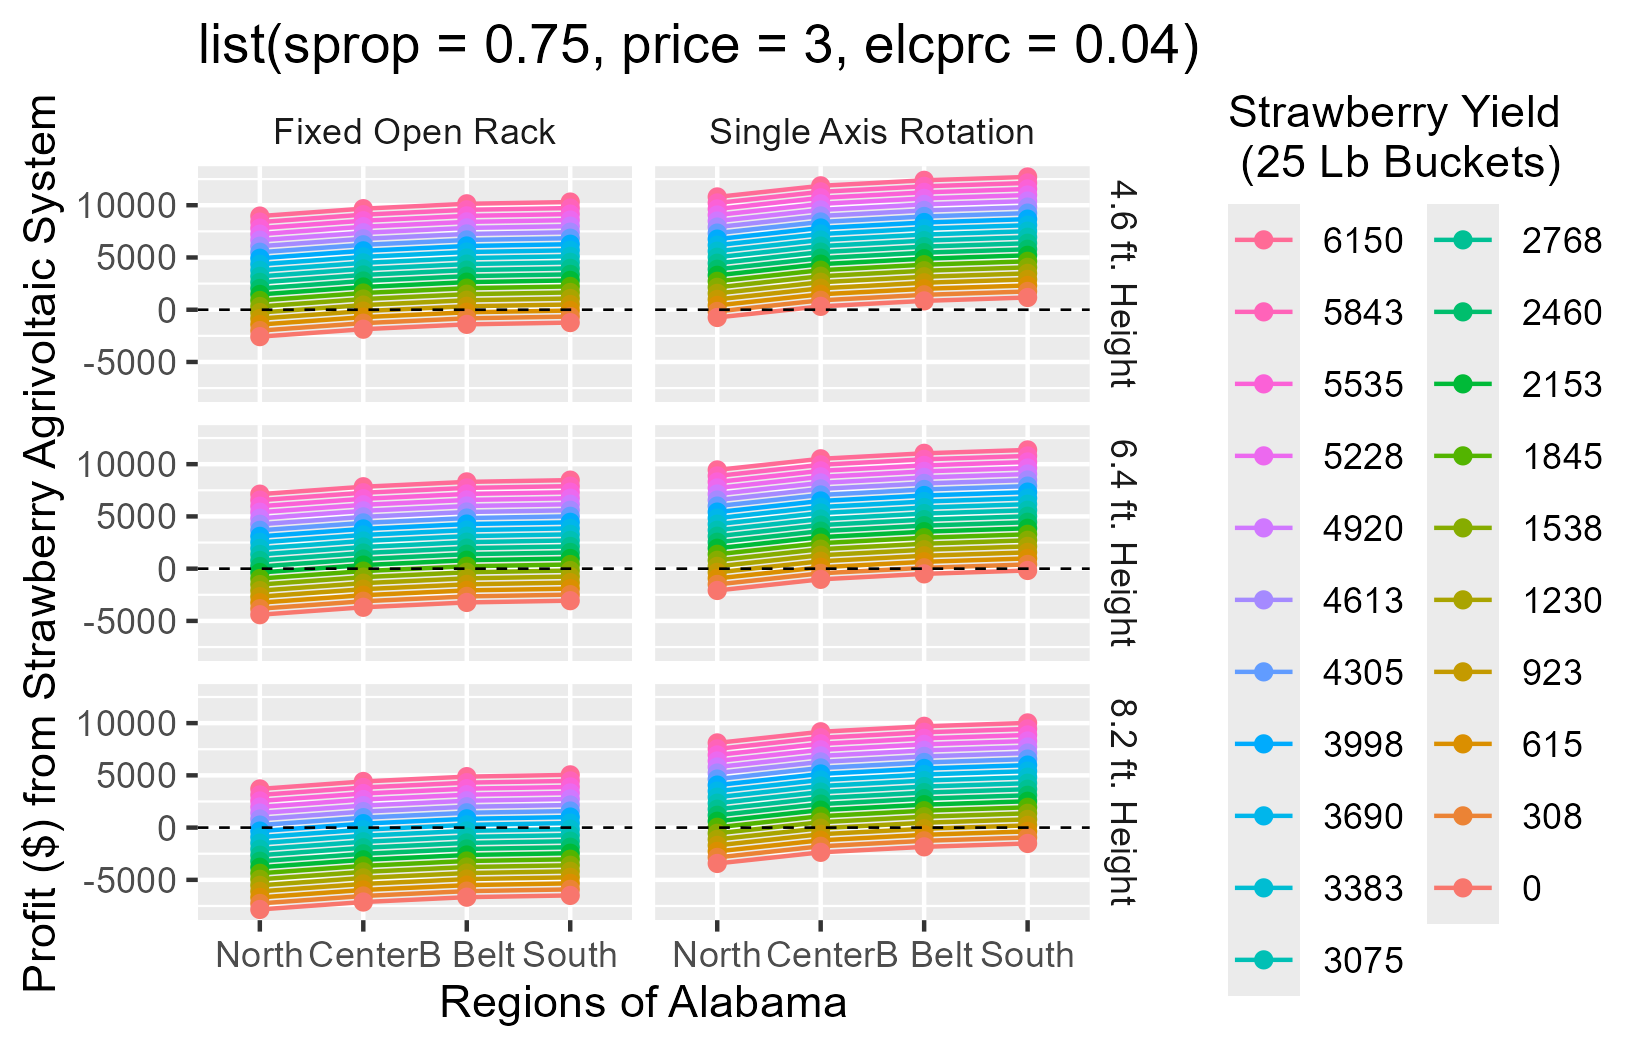 list(sprop = 0.75, price = 3, elcprc = 0.04)
Profit ($) from Strawberry Agrivoltaic System
Fixed Open Rack
Single Axis Rotation
10000
5000
0
-5000
4.6 ft. Height
10000
5000
0
-5000
6.4 ft. Height
10000
5000
0
-5000
8.2 ft. Height
North Center B Belt South
North Center B Belt South
Regions of Alabama
Strawberry Yield
(25 Lb Buckets)
6150
5843
5535
5228
4920
4613
4305
3998
3690
3383
3075
2768
2460
2153
1845
1538
1230
923
615
308
0